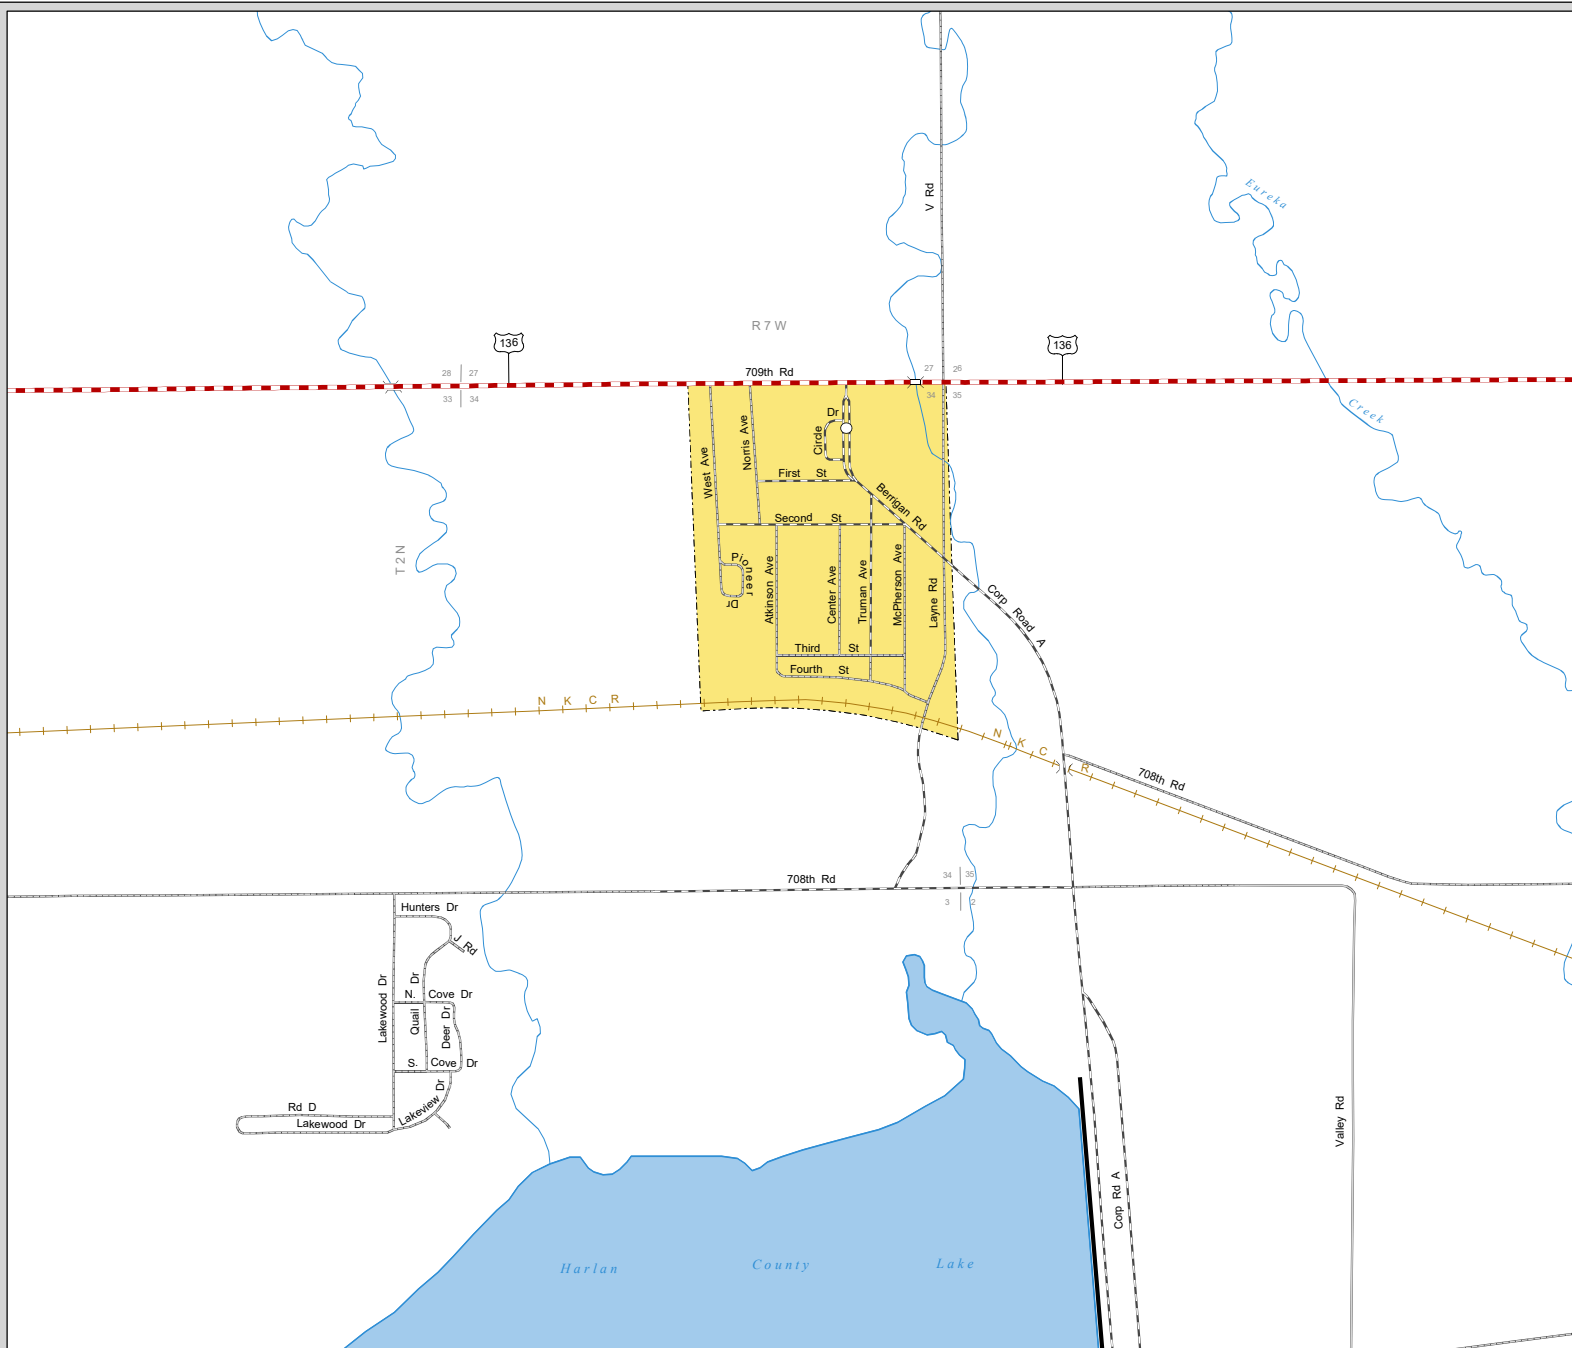 Eureka
V Rd
R 7 W
136
136
28 27
709th Rd
27 26
33 34
34 35
Creek
Dr
Circle
Norris Ave
West Ave
First St
Berrigan Rd
Second St
T 2 N
Pioneer
Dr
Atkinson Ave
Center Ave
Truman Ave
McPherson Ave
Layne Rd
Corp Road A
Third St
Fourth St
N K C R
N K C R
708th Rd
708th Rd
34 35
3 2
Hunters Dr
J Rd
Lakewood Dr
Quail Dr
N. Cove Dr
Deer Dr
S. Cove Dr
Lakeview Dr
Rd D
Lakewood Dr
Valley Rd
Corp Rd A
Harlan County Lake